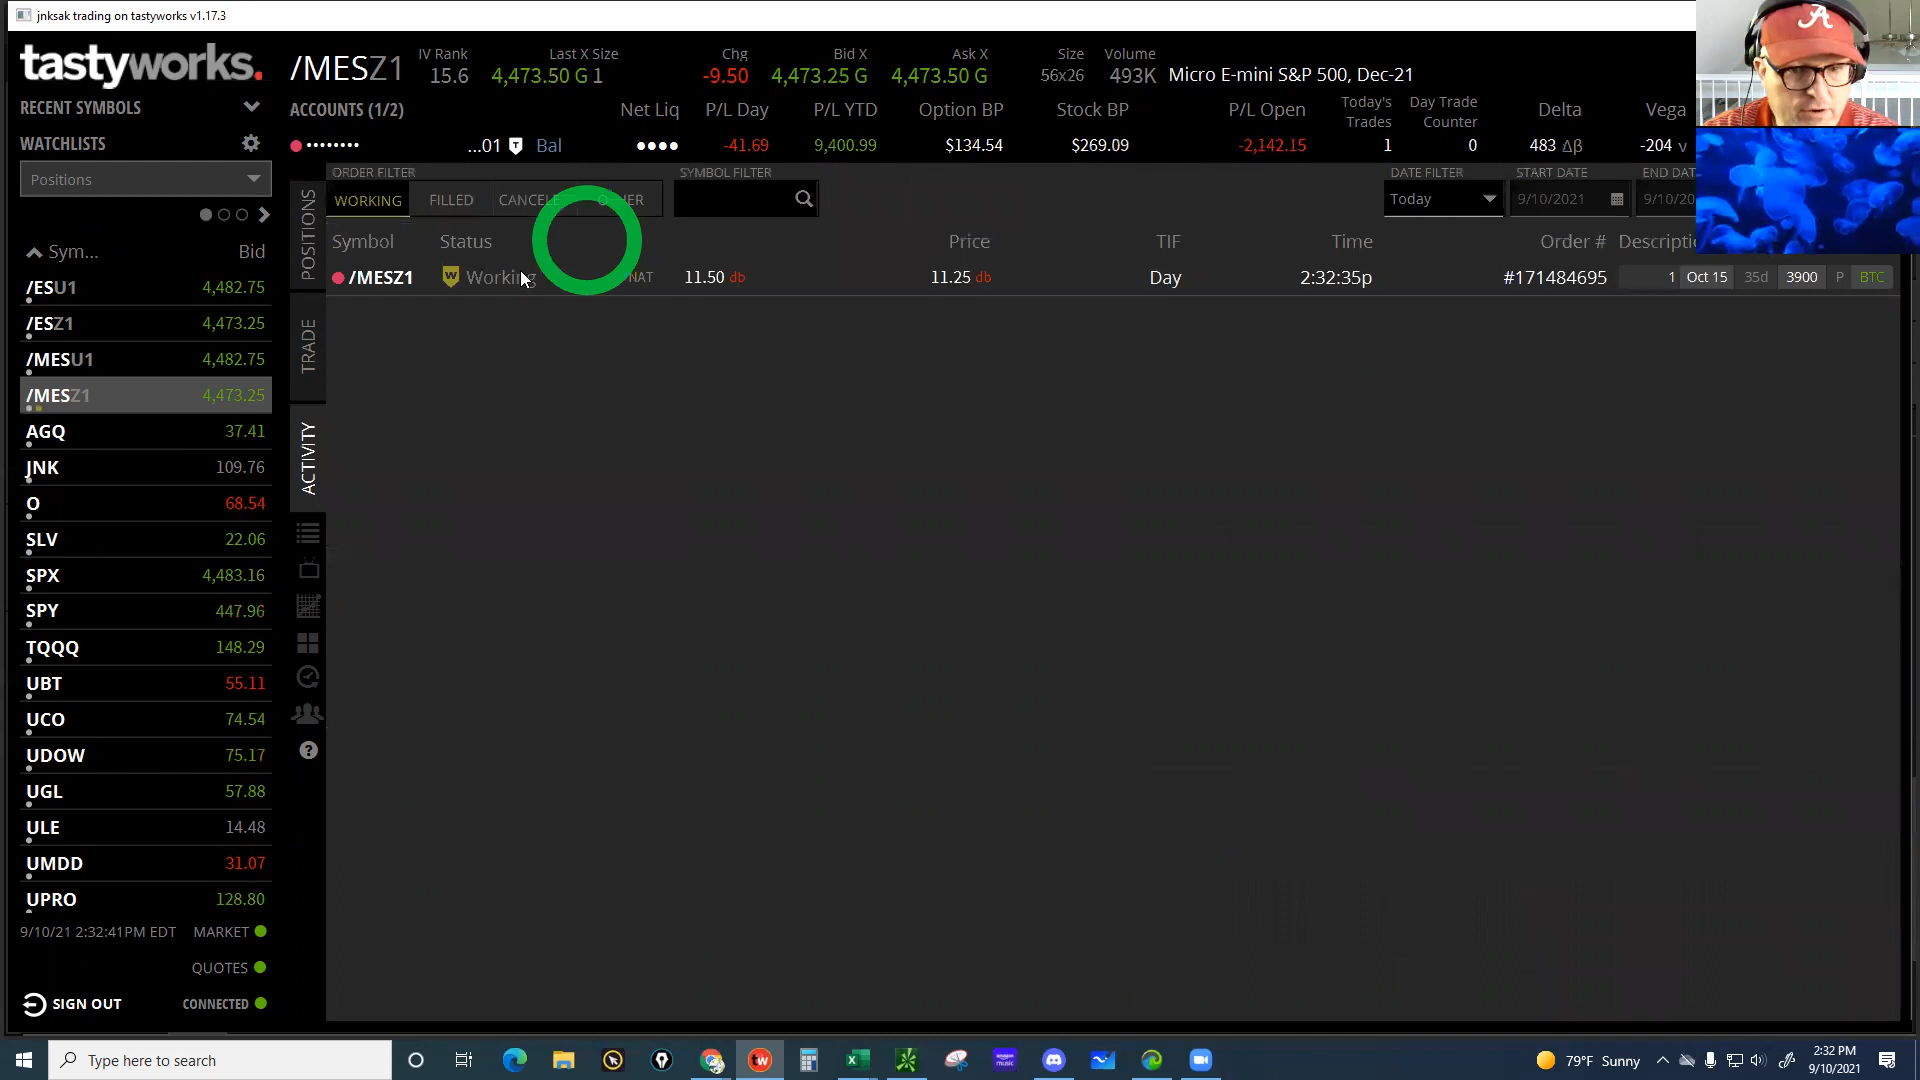 jnksak trading on tastyworks v1.17.3
tastyworks.
RECENT SYMBOLS
WATCHLISTS
Positions
Sym... Bid
/ESU1 4,482.75
/ESZ1 4,473.25
/MESU1 4,482.75
/MESZ1 4,473.25
AGQ 37.41
JNK 109.76
O 68.54
SLV 22.06
SPX 4,483.16
SPY 447.96
TQQQ 148.29
UBT 55.11
UCO 74.54
UDOW 75.17
UGL 57.88
ULE 14.48
UMDD 31.07
UPRO 128.80
9/10/21 2:32:41PM EDT MARKET
QUOTES
SIGN OUT CONNECTED
/MESZ1
IV Rank Last X Size Chg Bid X Ask X Size Volume
15.6 4,473.50 G 1 -9.50 4,473.25 G 4,473.50 G 56x26 493K Micro E-mini S&P 500, Dec-21
ACCOUNTS (1/2) Net Liq P/L Day P/L YTD Option BP Stock BP P/L Open Today's Trades Day Trade Counter Delta Vega
...01 T Bal -41.69 9,400.99 $134.54 $269.09 -2,142.15 1 0 483 Δβ -204 v
ORDER FILTER SYMBOL FILTER DATE FILTER START DATE
WORKING FILLED Today 9/10/2021
Symbol Status Price TIF Time Order #
/MESZ1 W Working NAT 11.50 db 11.25 db Day 2:32:35p #171484695 1 Oct 15 35d 3900 P BTC
POSITIONS
TRADE
ACTIVITY
?
A
Type here to search
tw
79°F Sunny
2:32 PM
9/10/2021